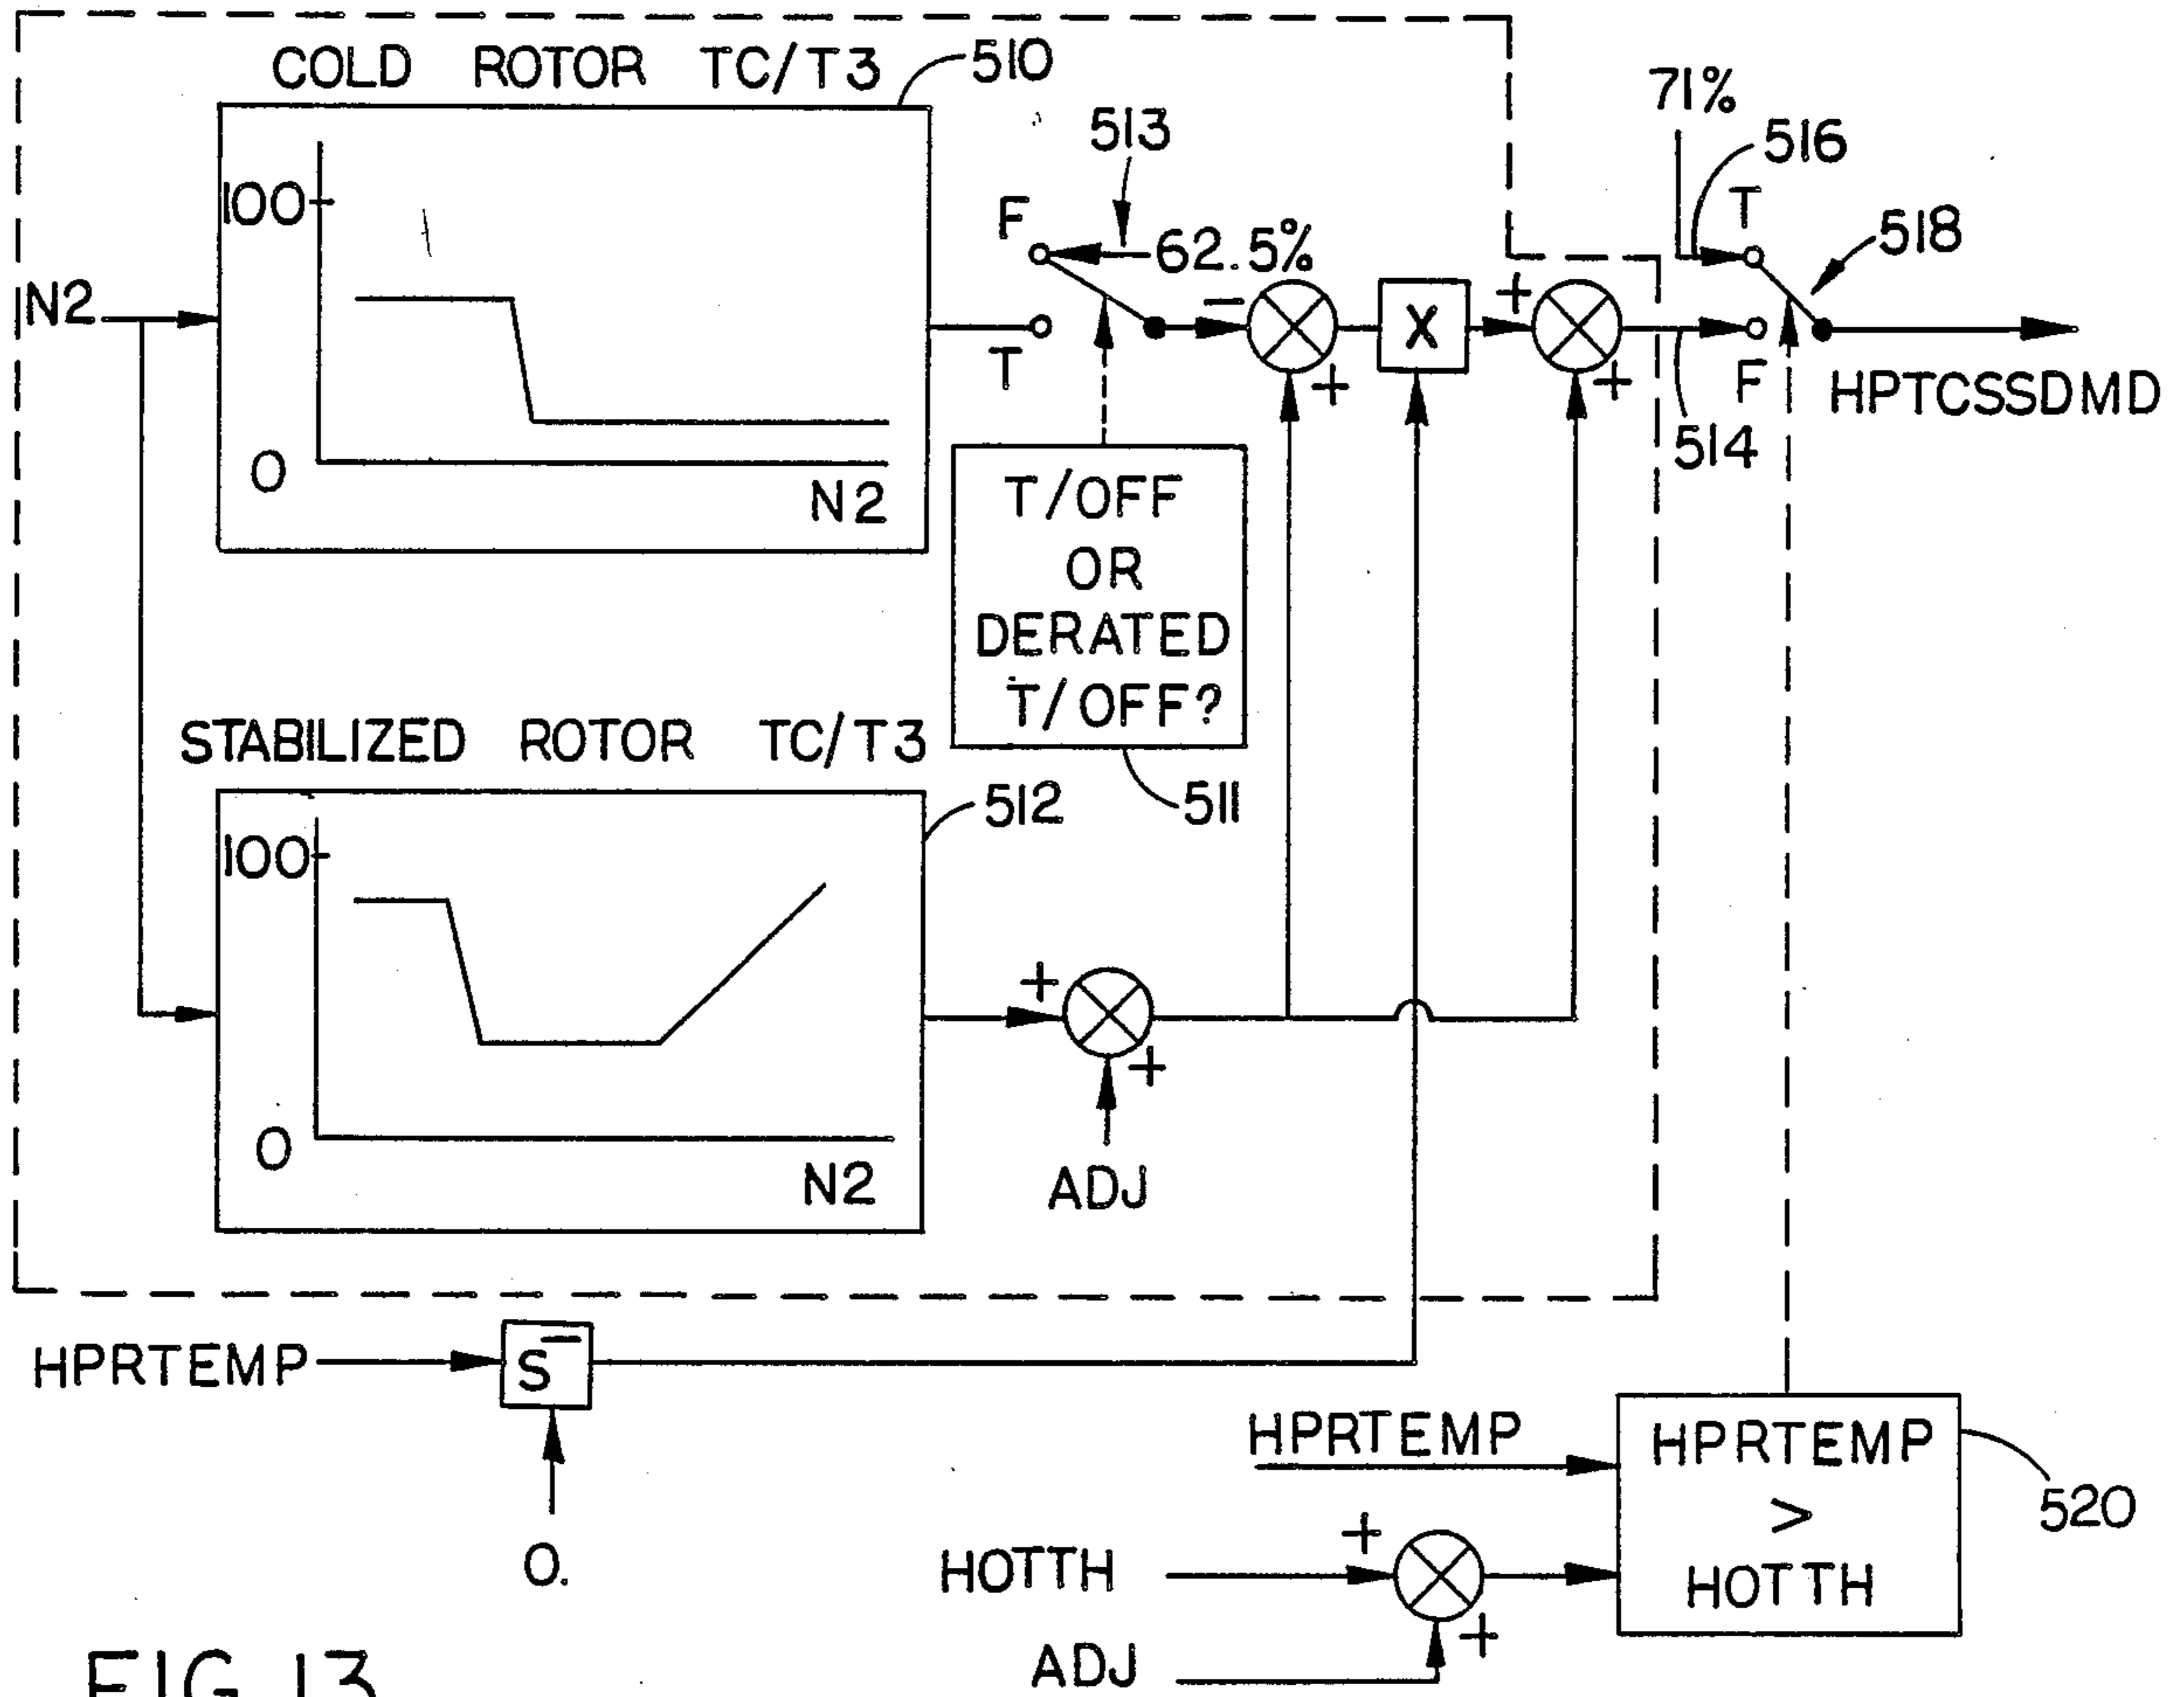 COLD ROTOR TC/T3
510
100
0
N2
N2
513
F
62.5%
T
-
+
X
+
+
71%
516
T
518
F
514
HPTCSSDMD
T/OFF
OR
DERATED
T/OFF?
511
STABILIZED ROTOR TC/T3
512
100
0
N2
+
+
ADJ
HPRTEMP
S-
0.
HPRTEMP
HOTTH
+
+
ADJ
HPRTEMP
>
HOTTH
520
FIG. 13